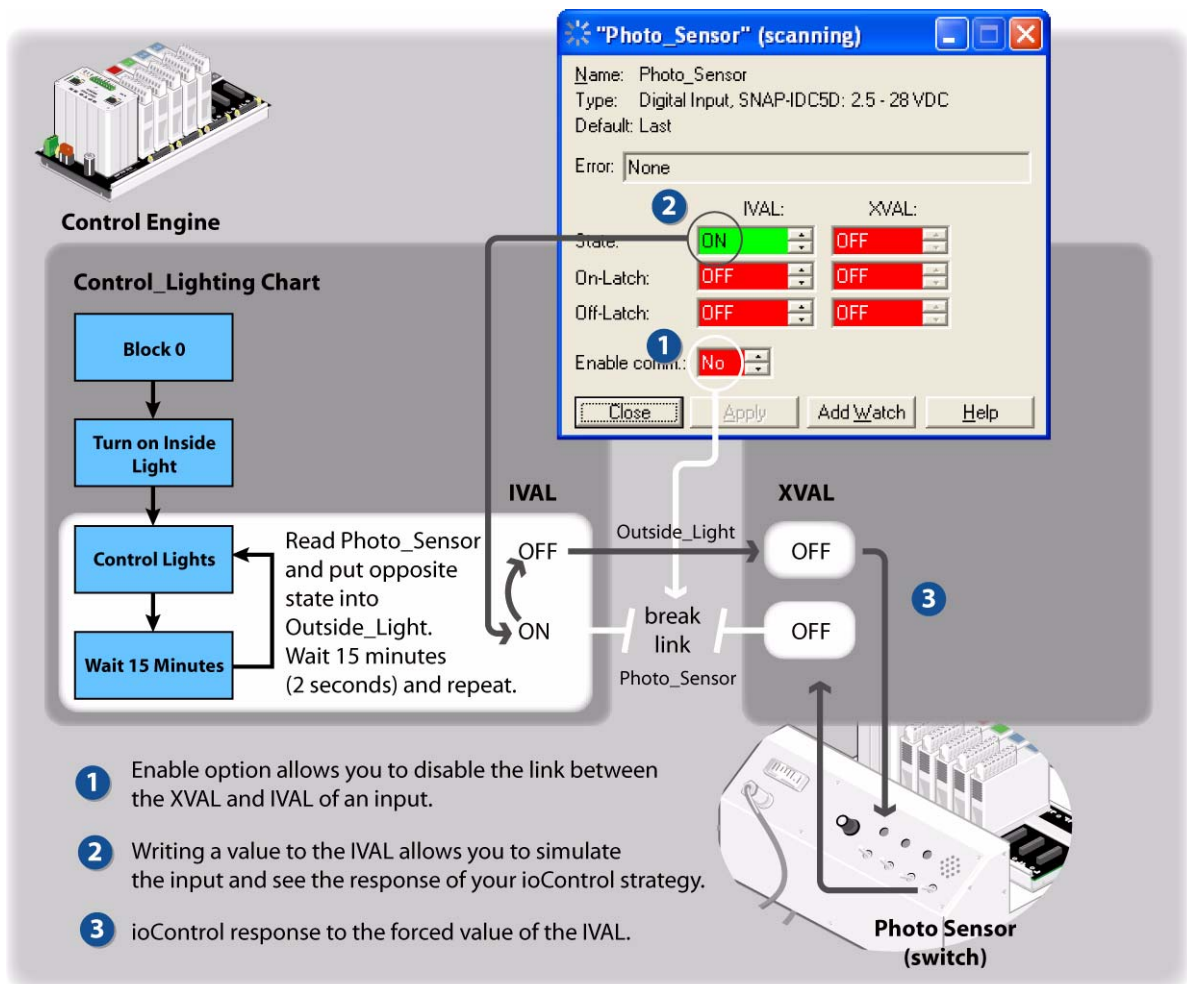 "Photo_Sensor" (scanning)
Name: Photo_Sensor
Type: Digital Input, SNAP-IDC5D: 2.5 - 28 VDC
Default: Last
Error: None
2
IVAL: XVAL:
State: ON OFF
On-Latch: OFF OFF
Off-Latch: OFF OFF
1
Enable comm.: No
Close Apply Add Watch Help
Control Engine
Control_Lighting Chart
Block 0
Turn on Inside
Light
Control Lights
Wait 15 Minutes
Read Photo_Sensor
and put opposite
state into
Outside_Light.
Wait 15 minutes
(2 seconds) and repeat.
IVAL
OFF
ON
Outside_Light
break
link
Photo_Sensor
XVAL
OFF
OFF
3
1 Enable option allows you to disable the link between
the XVAL and IVAL of an input.
2 Writing a value to the IVAL allows you to simulate
the input and see the response of your ioControl strategy.
3 ioControl response to the forced value of the IVAL.
Photo Sensor
(switch)